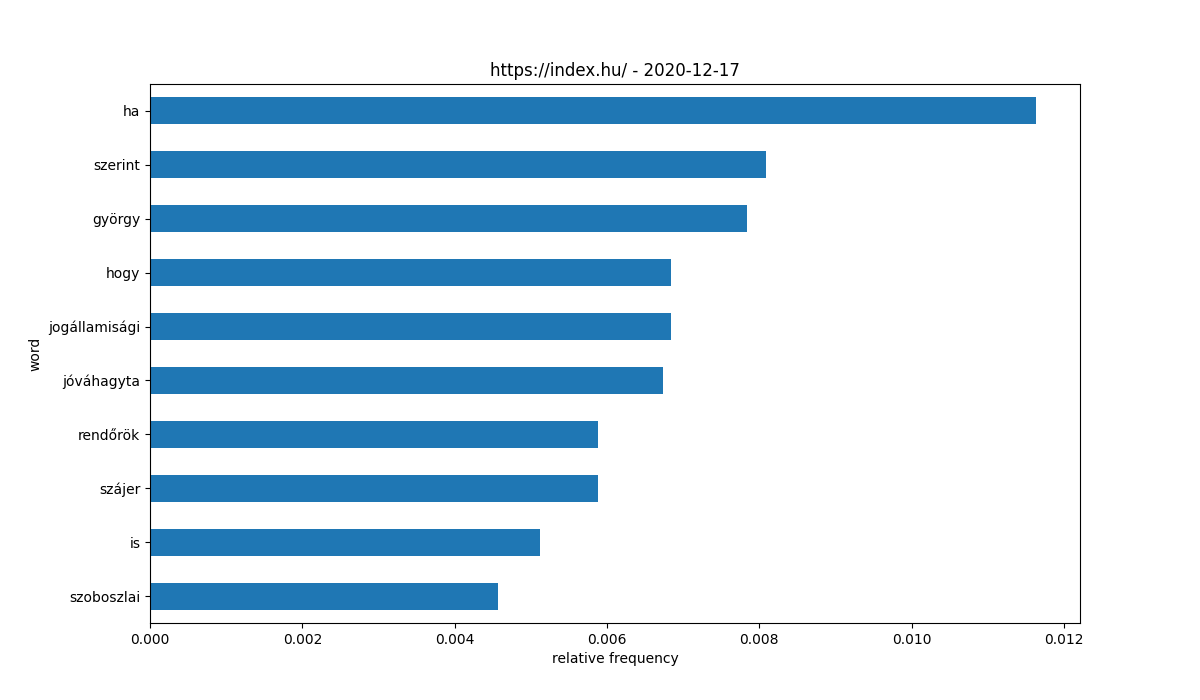 https://index.hu/ - 2020-12-17
ha
szerint
györgy
hogy
jogállamisági
jóváhagyta
rendőrök
szájer
is
szoboszlai
word
0.000 0.002 0.004 0.006 0.008 0.010 0.012
relative frequency